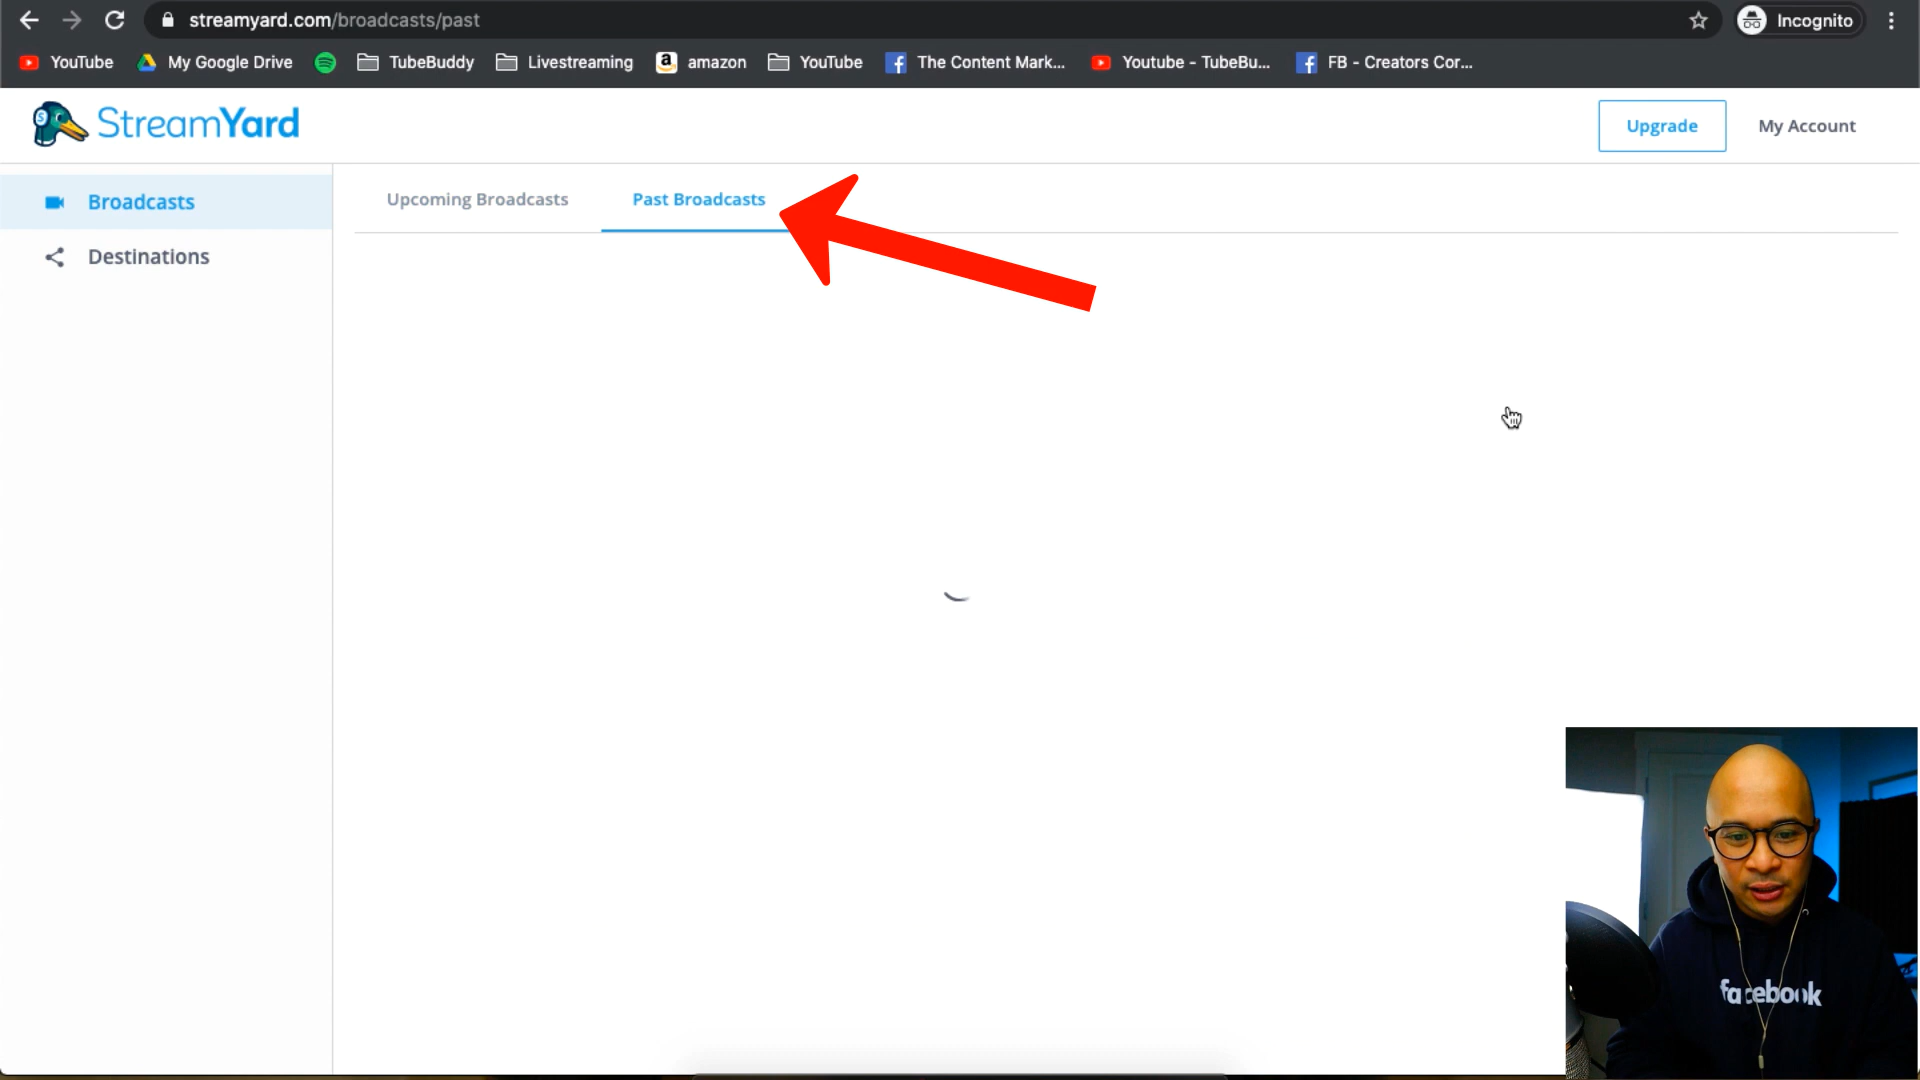 streamyard.com/broadcasts/past
Incognito
YouTube My Google Drive TubeBuddy Livestreaming amazon YouTube The Content Mark... Youtube - TubeBu... FB - Creators Cor...
StreamYard
Upgrade
My Account
Broadcasts
Destinations
Upcoming Broadcasts
Past Broadcasts
facebook